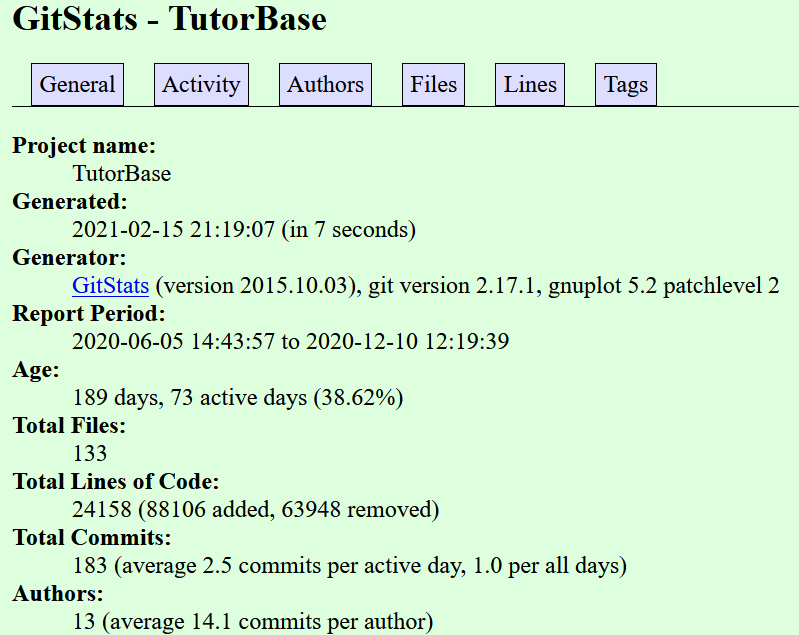 GitStats - TutorBase
General Activity Authors Files Lines Tags
Project name:
TutorBase
Generated:
2021-02-15 21:19:07 (in 7 seconds)
Generator:
GitStats (version 2015.10.03), git version 2.17.1, gnuplot 5.2 patchlevel 2
Report Period:
2020-06-05 14:43:57 to 2020-12-10 12:19:39
Age:
189 days, 73 active days (38.62%)
Total Files:
133
Total Lines of Code:
24158 (88106 added, 63948 removed)
Total Commits:
183 (average 2.5 commits per active day, 1.0 per all days)
Authors:
13 (average 14.1 commits per author)